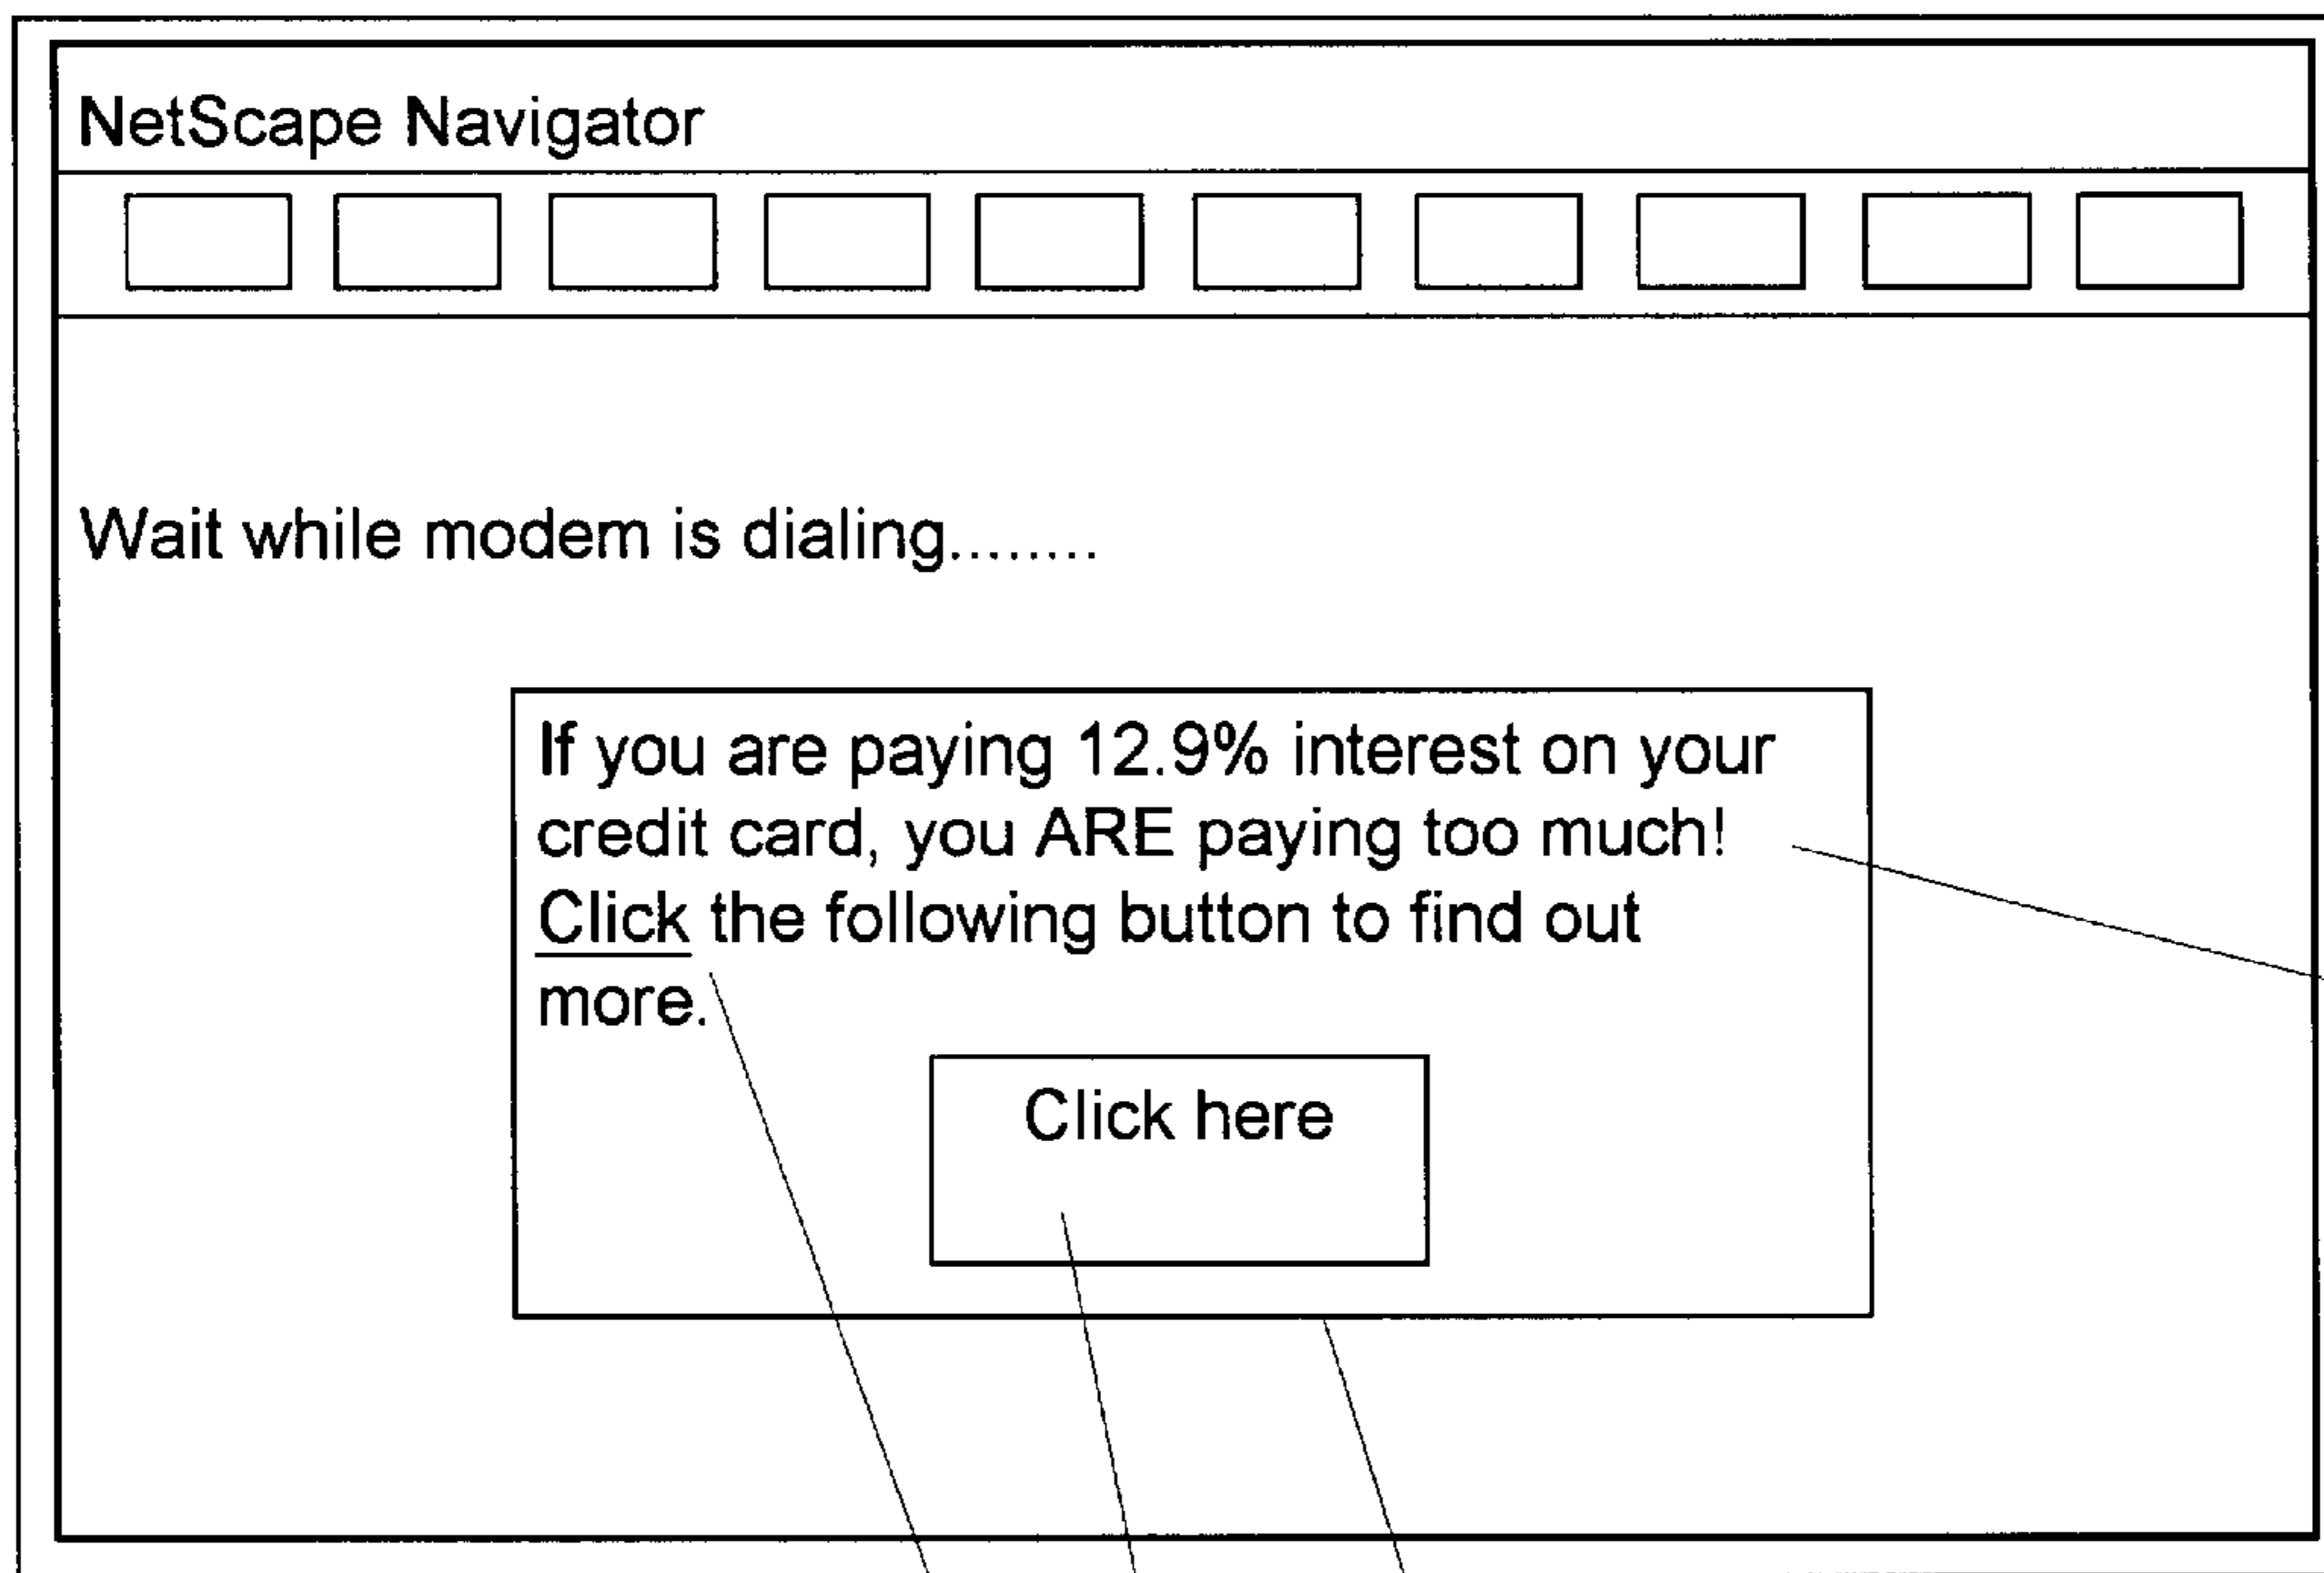 NetScape Navigator
Wait while modem is dialing........
If you are paying 12.9% interest on your
credit card, you ARE paying too much!
Click the following button to find out
more.
Click here